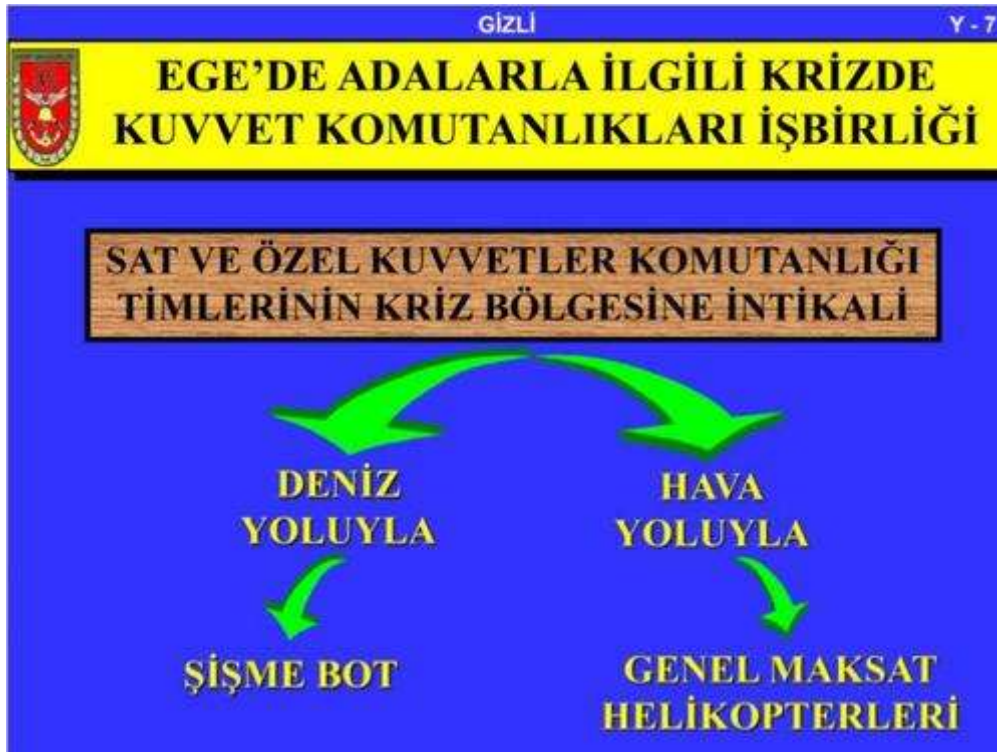 GİZLİ
Y - 7
EGE’DE ADALARLA İLGİLİ KRİZDE
KUVVET KOMUTANLIKLARI İŞBİRLİĞİ
SAT VE ÖZEL KUVVETLER KOMUTANLIĞI
TİMLERİNİN KRİZ BÖLGESİNE İNTİKALİ
DENİZ
YOLUYLA
HAVA
YOLUYLA
ŞİŞME BOT
GENEL MAKSAT
HELİKOPTERLERİ